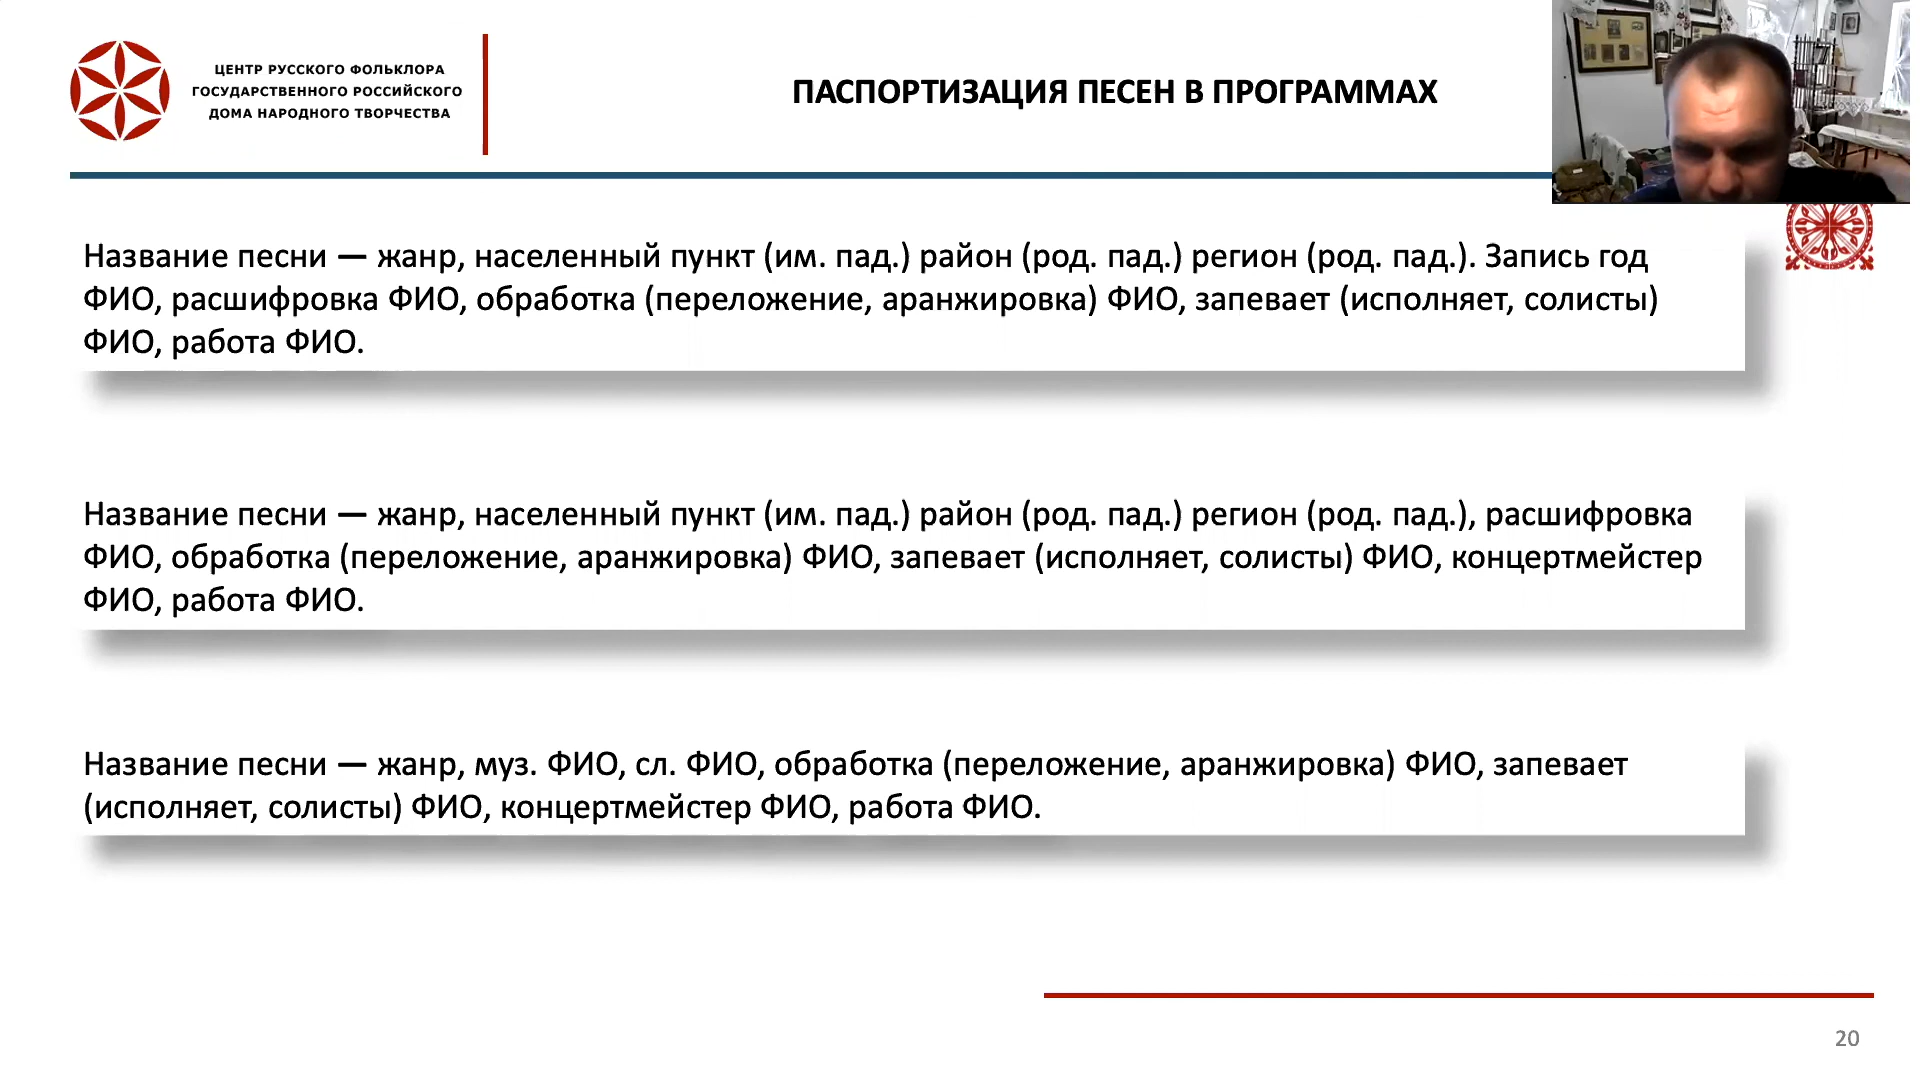 ЦЕНТР РУССКОГО ФОЛЬКЛОРА
ГОСУДАРСТВЕННОГО РОССИЙСКОГО
ДОМА НАРОДНОГО ТВОРЧЕСТВА
ПАСПОРТИЗАЦИЯ ПЕСЕН В ПРОГРАММАХ
Название песни — жанр, населенный пункт (им. пад.) район (род. пад.) регион (род. пад.). Запись год
ФИО, расшифровка ФИО, обработка (переложение, аранжировка) ФИО, запевает (исполняет, солисты)
ФИО, работа ФИО.
Название песни — жанр, населенный пункт (им. пад.) район (род. пад.) регион (род. пад.), расшифровка
ФИО, обработка (переложение, аранжировка) ФИО, запевает (исполняет, солисты) ФИО, концертмейстер
ФИО, работа ФИО.
Название песни — жанр, муз. ФИО, сл. ФИО, обработка (переложение, аранжировка) ФИО, запевает
(исполняет, солисты) ФИО, концертмейстер ФИО, работа ФИО.
20